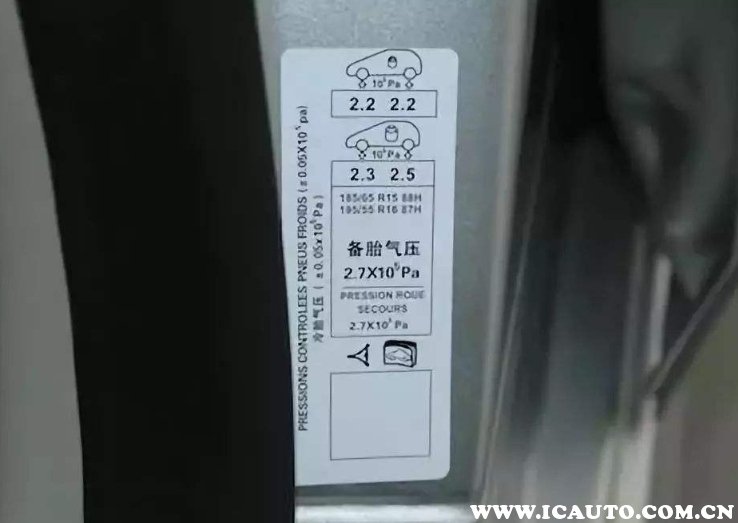 10⁵Pa
2.2 2.2
10⁵Pa
2.3 2.5
185/65 R15 88H
195/55 R16 87H
备胎气压
2.7X10⁵Pa
PRESSION ROUE
SECOURS
2.7X10⁵Pa
PRESSIONS CONTROLEES PNEUS FROIDS (±0.05X10⁵pa)
冷胎气压 (±0.05x10⁵Pa)
WWW.ICAUTO.COM.CN